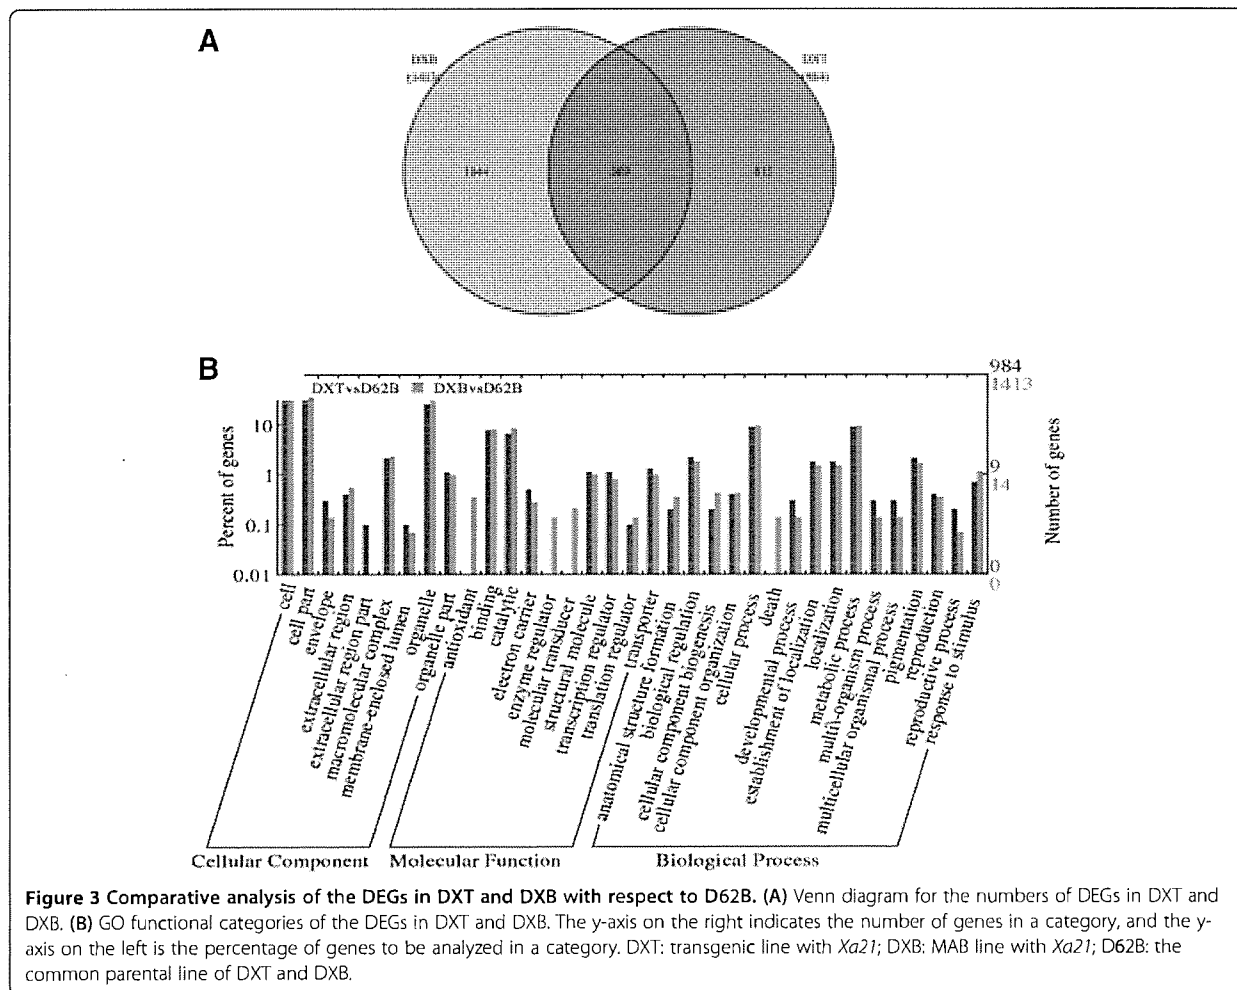 A
DXB
(1413)
DXT
(984)
B
DXTvsD62B DXBvsD62B
Percent of genes
10
1
0.1
0.01
984
1413
9
14
0
0
Number of genes
cell
cell part
envelope
extracellular region
extracellular region part
macromolecular complex
membrane-enclosed lumen
organelle
organelle part
antioxidant
binding
catalytic
electron carrier
enzyme regulator
molecular transducer
structural molecule
transcription regulator
translation regulator
transporter
anatomical structure formation
biological regulation
cellular component biogenesis
cellular component organization
cellular process
death
developmental process
establishment of localization
localization
metabolic process
multi\-organism process
multicellular organismal process
pigmentation
reproduction
reproductive process
response to stimulus
Cellular Component
Molecular Function
Biological Process
Figure 3 Comparative analysis of the DEGs in DXT and DXB with respect to D62B. (A) Venn diagram for the numbers of DEGs in DXT and
DXB. (B) GO functional categories of the DEGs in DXT and DXB. The y-axis on the right indicates the number of genes in a category, and the y-
axis on the left is the percentage of genes to be analyzed in a category. DXT: transgenic line with Xa21; DXB: MAB line with Xa21; D62B: the
common parental line of DXT and DXB.